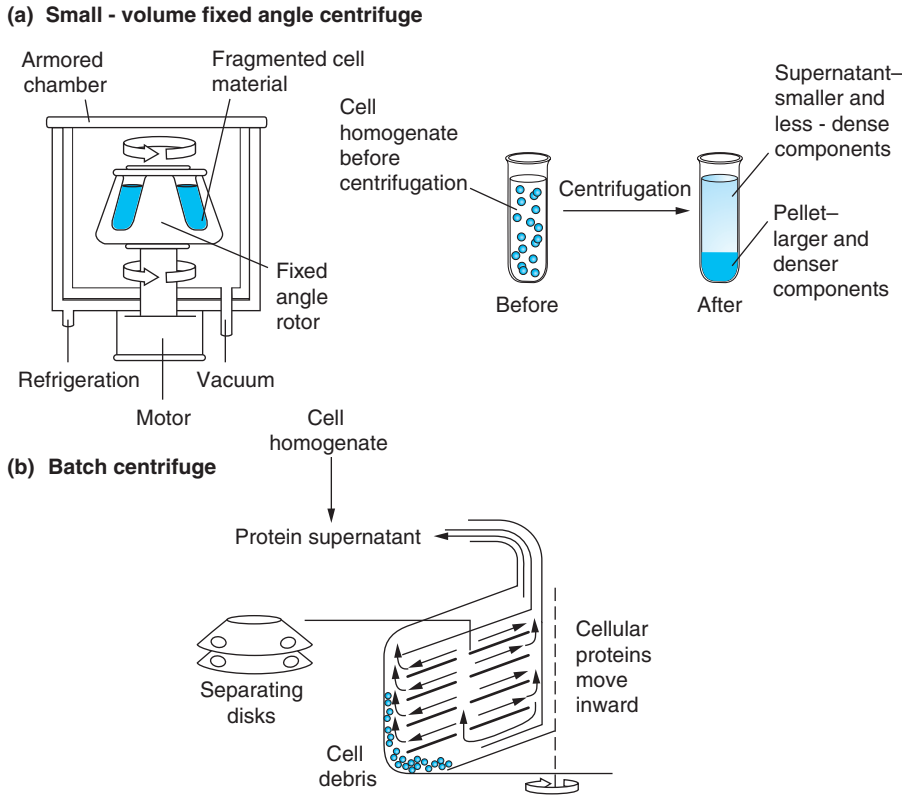 (a) Small - volume fixed angle centrifuge
Armored
chamber
Fragmented cell
material
Cell
homogenate
before
centrifugation
Centrifugation
Supernatant–
smaller and
less - dense
components
Pellet–
larger and
denser
components
Before
After
Fixed
angle
rotor
Refrigeration
Vacuum
Motor
Cell
homogenate
(b) Batch centrifuge
Protein supernatant
Separating
disks
Cellular
proteins
move
inward
Cell
debris